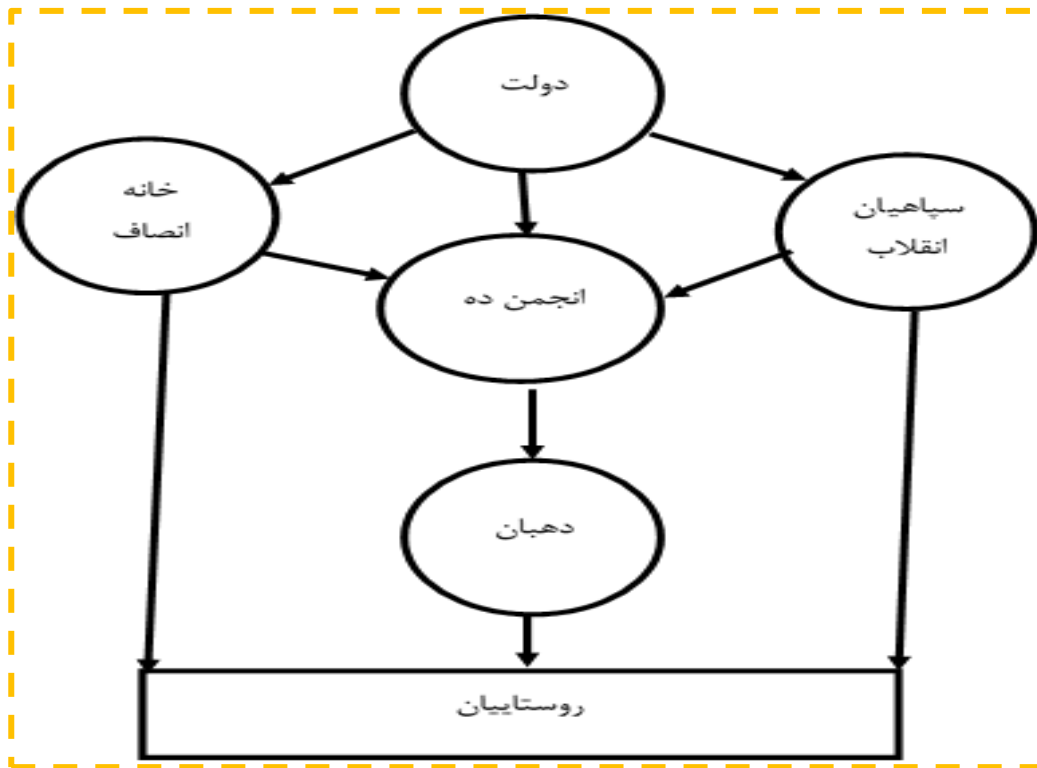 دولت
سپاهیان
انقلاب
خانه
انصاف
انجمن ده
دهبان
روستاییان